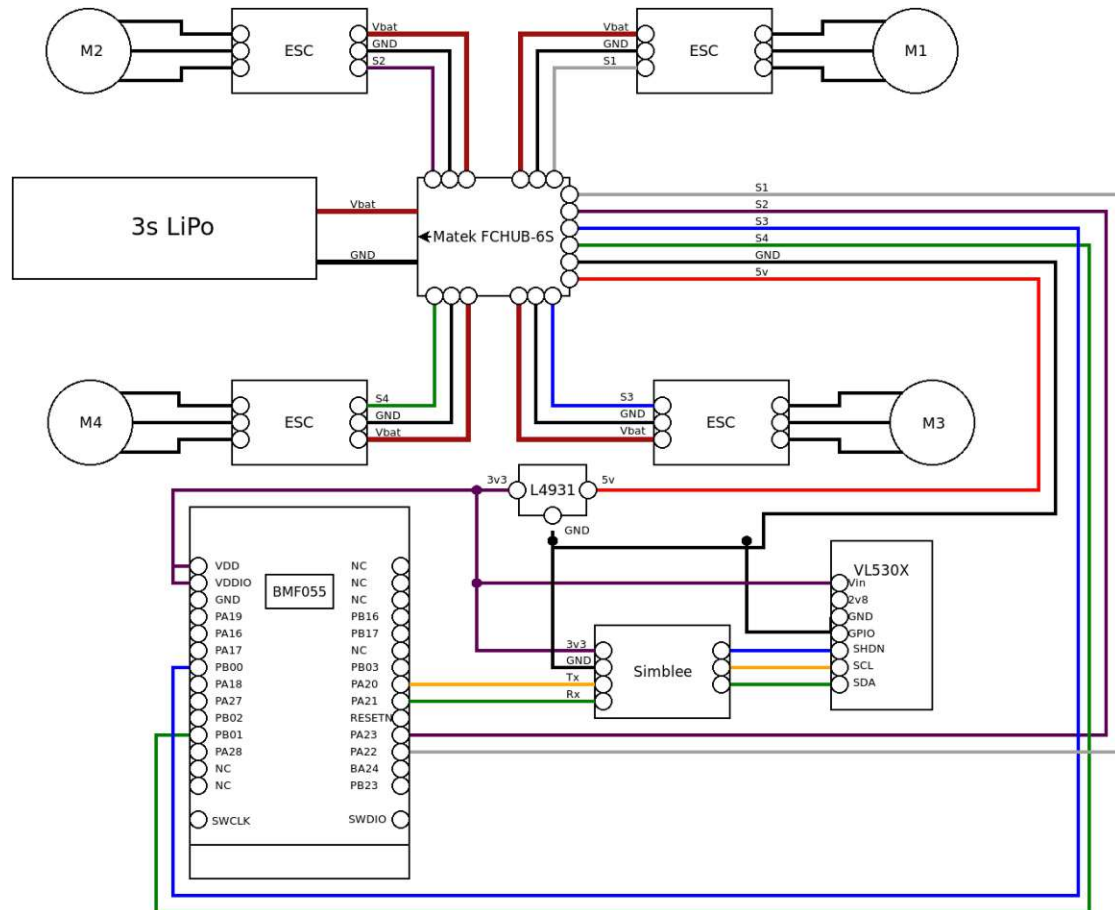 M2
ESC
Vbat
GND
S2
Vbat
GND
S1
ESC
M1
3s LiPo
Vbat
GND
Matek FCHUB-6S
S1
S2
S3
S4
GND
5v
M4
ESC
S4
GND
Vbat
S3
GND
Vbat
ESC
M3
3v3
L4931
5v
GND
BMF055
VDD
VDDIO
GND
PA19
PA16
PA17
PB00
PA18
PA27
PB02
PB01
PA28
NC
NC
SWCLK
NC
NC
NC
PB16
PB17
NC
PB03
PA20
PA21
RESETN
PA23
PA22
BA24
PB23
SWDIO
3v3
GND
Tx
Rx
Simblee
VL530X
Vin
2v8
GND
GPIO
SHDN
SCL
SDA